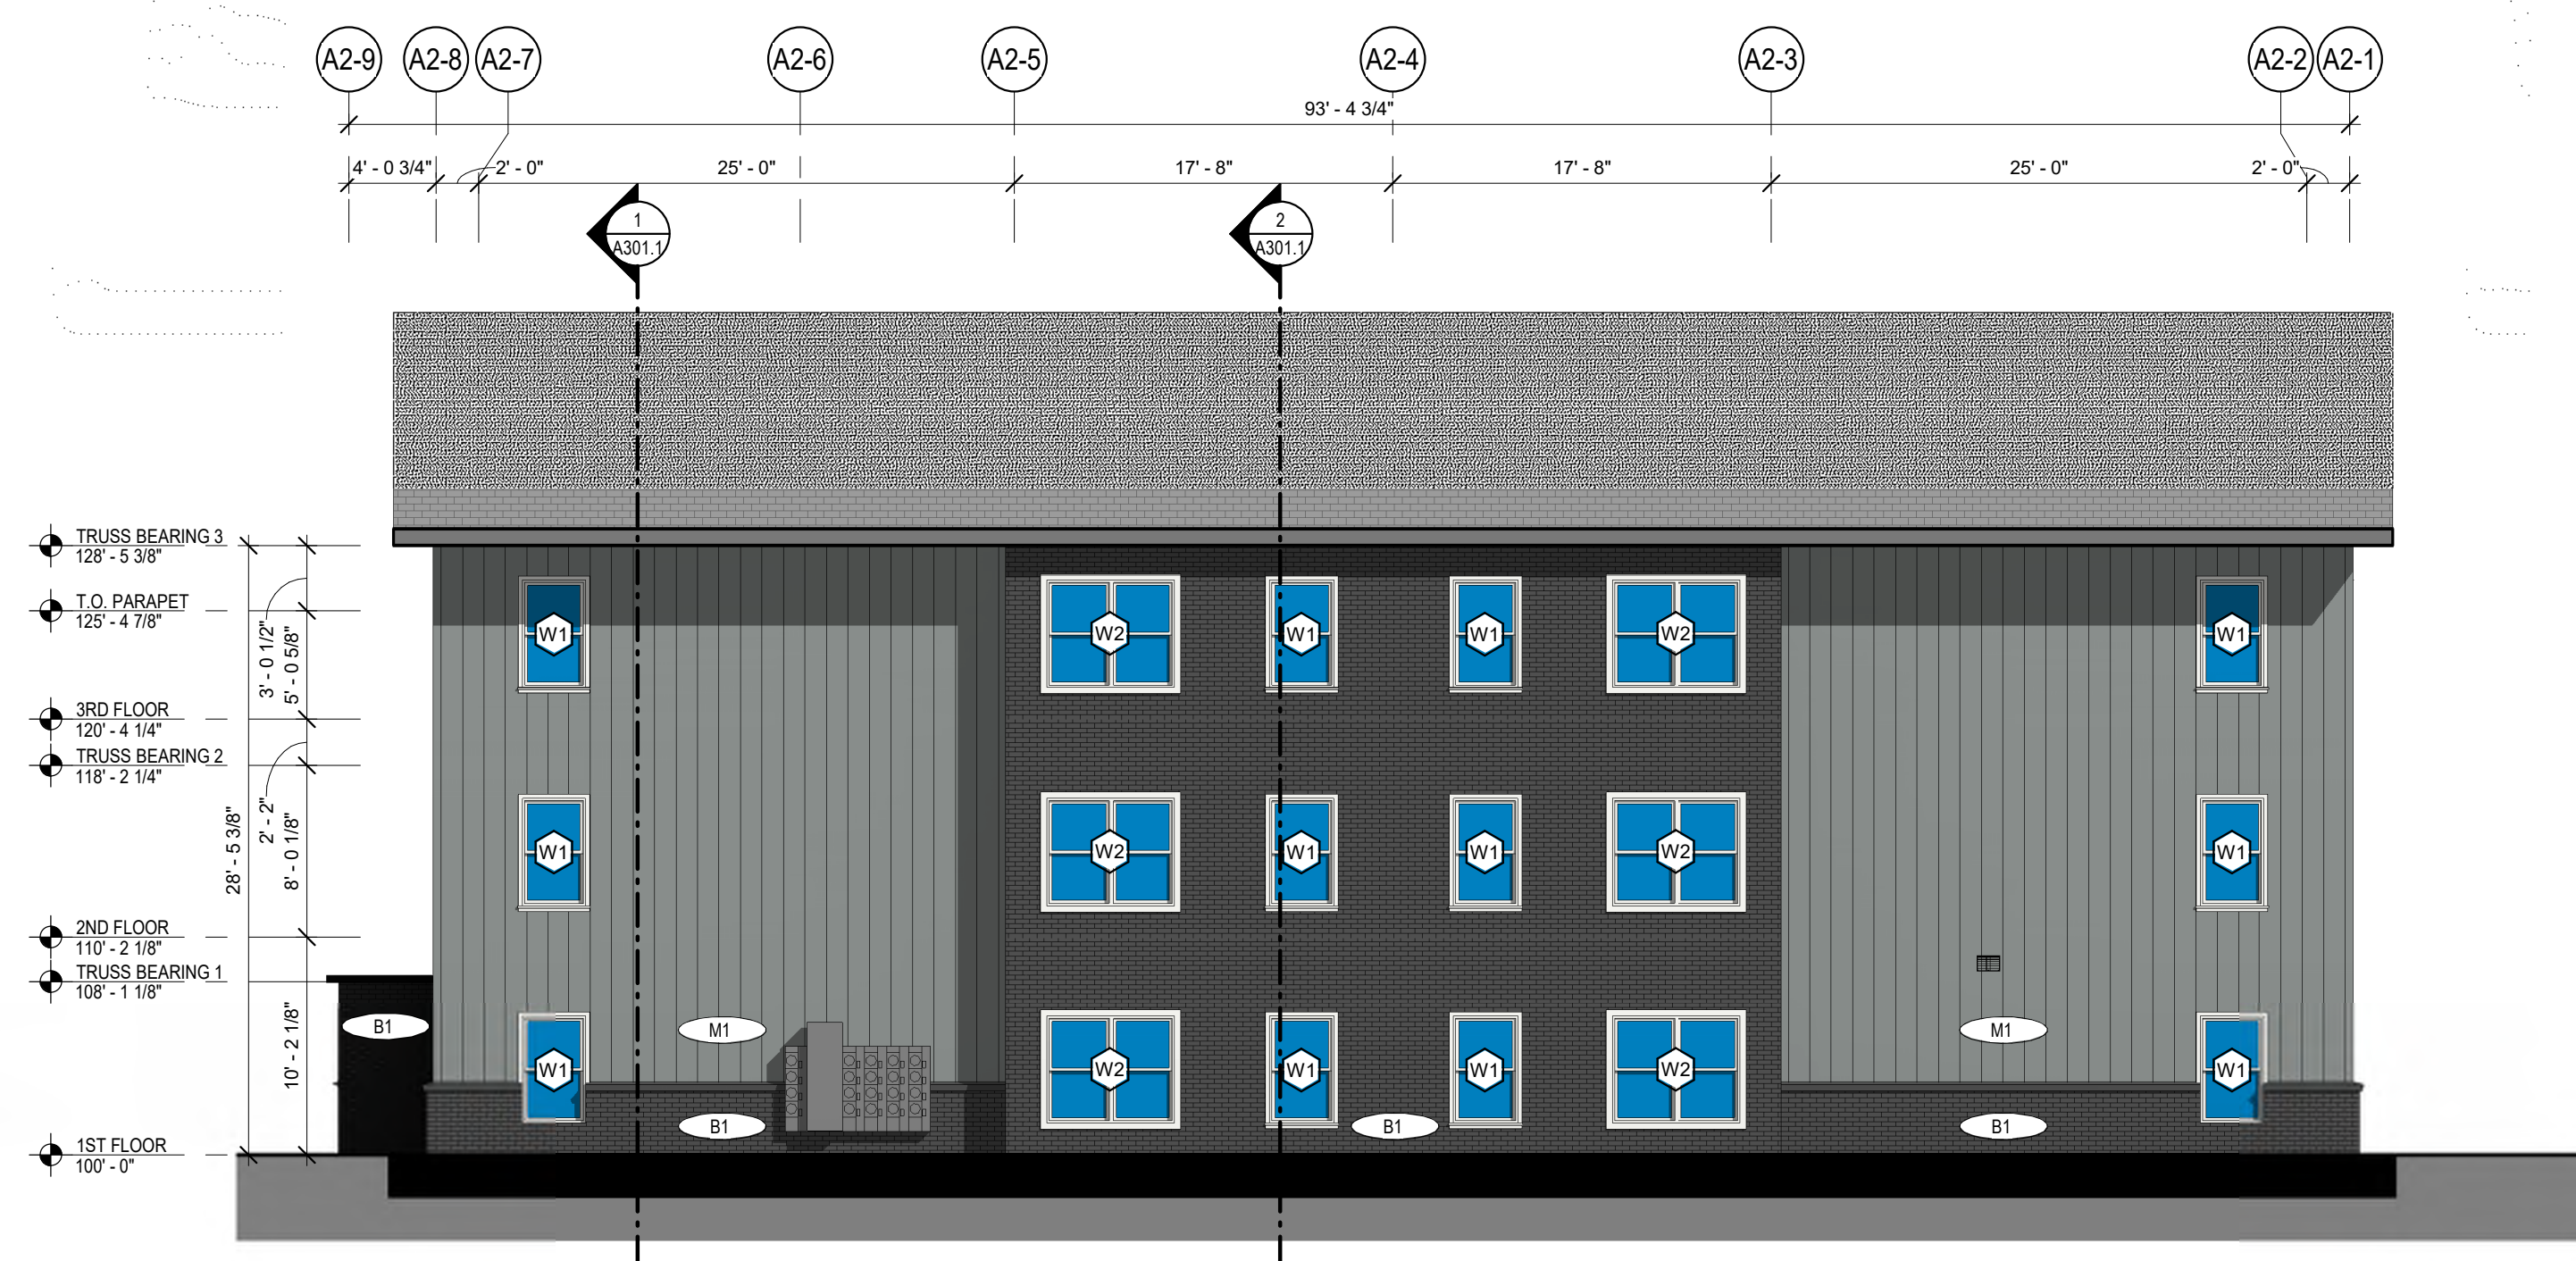 A2-9 A2-8 A2-7 A2-6 A2-5 A2-4 A2-3 A2-2 A2-1
93' - 4 3/4"
4' - 0 3/4" 2' - 0" 25' - 0" 17' - 8" 17' - 8" 25' - 0" 2' - 0"
1
A301.1
2
A301.1
TRUSS BEARING 3
128' - 5 3/8"
T.O. PARAPET
125' - 4 7/8"
3RD FLOOR
120' - 4 1/4"
TRUSS BEARING 2
118' - 2 1/4"
2ND FLOOR
110' - 2 1/8"
TRUSS BEARING 1
108' - 1 1/8"
1ST FLOOR
100' - 0"
28' - 5 3/8"
3' - 0 1/2"
5' - 0 5/8"
2' - 2"
8' - 0 1/8"
10' - 2 1/8"
W1 W2 W1 W1 W2 W1
W1 W2 W1 W1 W2 W1
B1 M1 M1
W1 W2 W1 W1 W2 W1
B1 B1 B1